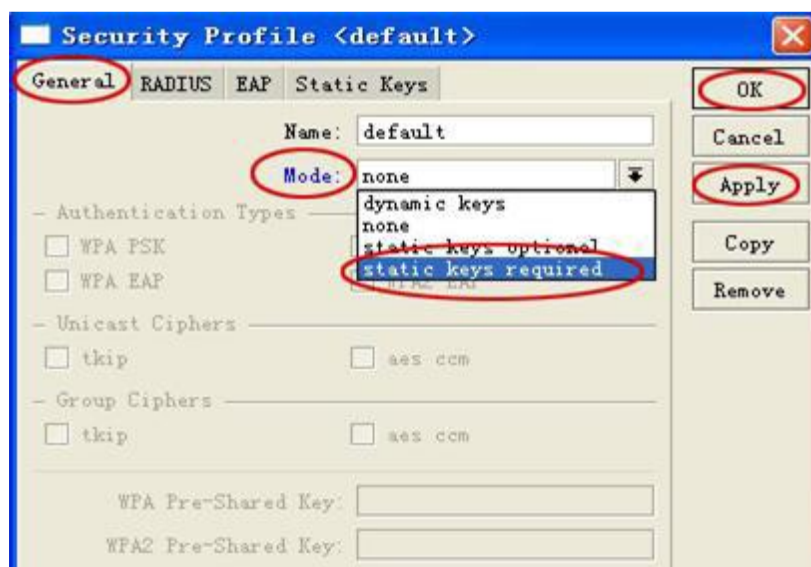 Security Profile <default>
General RADIUS EAP Static Keys
OK
Name: default
Cancel
Mode: none
Apply
dynamic keys
none
static keys optional
static keys required
Authentication Types
WPA PSK
WPA EAP WPA2 EAP
Copy
Remove
Unicast Ciphers
tkip aes ccm
Group Ciphers
tkip aes ccm
WPA Pre-Shared Key:
WPA2 Pre-Shared Key: